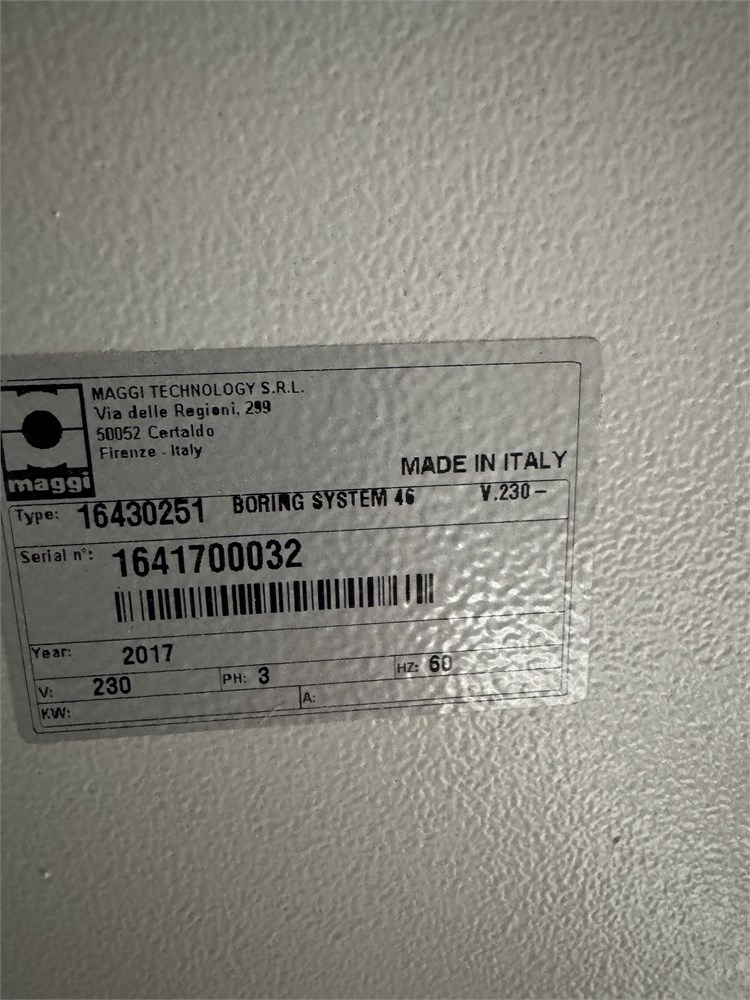 MAGGI TECHNOLOGY S.R.L.
Via delle Regioni, 299
50052 Certaldo
Firenze - Italy
maggi
MADE IN ITALY
Type: 16430251 BORING SYSTEM 46 V.230~
Serial n°: 1641700032
Year: 2017
V: 230 PH: 3 HZ: 60
KW: A: